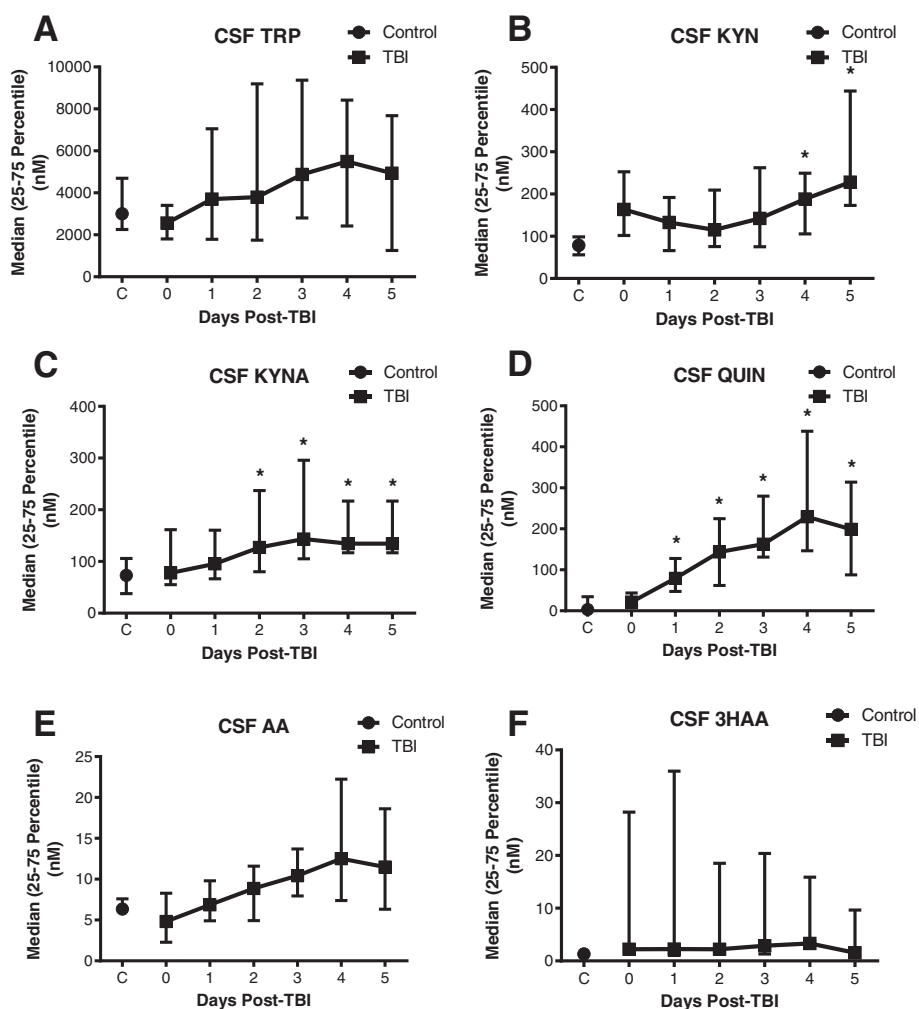 A
CSF TRP
Control
TBI
Median (25-75 Percentile)
(nM)
10000
8000
6000
4000
2000
0
C 0 1 2 3 4 5
Days Post-TBI
B
CSF KYN
Control
TBI
Median (25-75 Percentile)
(nM)
500
400
300
200
100
0
* *
C 0 1 2 3 4 5
Days Post-TBI
C
CSF KYNA
Control
TBI
Median (25-75 Percentile)
(nM)
400
300
200
100
0
* * * *
C 0 1 2 3 4 5
Days Post-TBI
D
CSF QUIN
Control
TBI
Median (25-75 Percentile)
(nM)
500
400
300
200
100
0
* * * * *
C 0 1 2 3 4 5
Days Post-TBI
E
CSF AA
Control
TBI
Median (25-75 Percentile)
(nM)
25
20
15
10
5
0
C 0 1 2 3 4 5
Days Post-TBI
F
CSF 3HAA
Control
TBI
Median (25-75 Percentile)
(nM)
40
30
20
10
0
C 0 1 2 3 4 5
Days Post-TBI